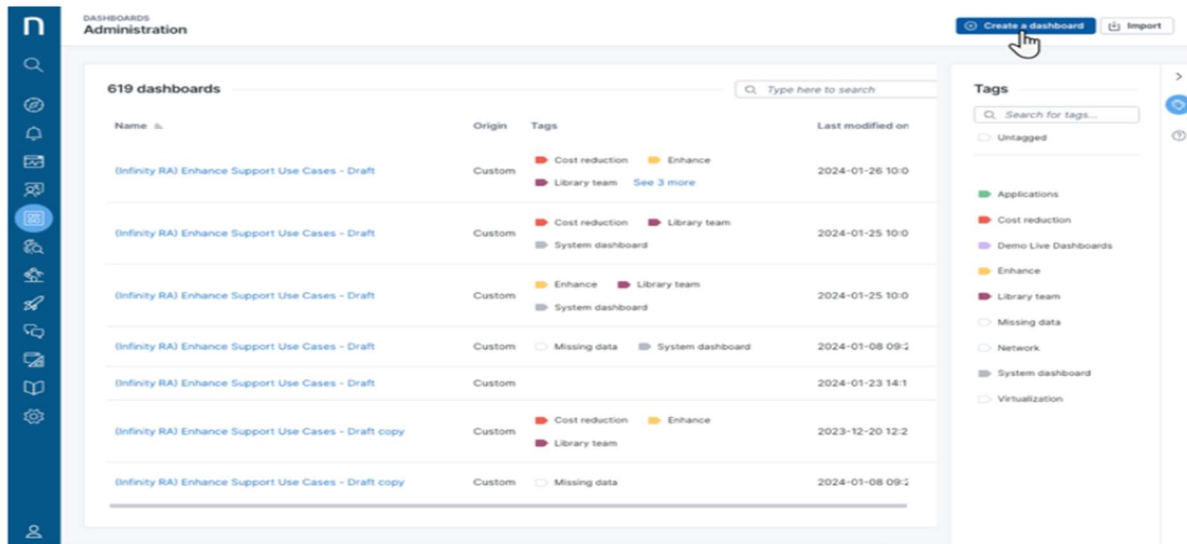 n
DASHBOARDS
Administration
Create a dashboard
Import
619 dashboards
Type here to search
Name Origin Tags Last modified on
(Infinity RA) Enhance Support Use Cases - Draft Custom Cost reduction Enhance 2024-01-26 10:0
Library team See 3 more
(Infinity RA) Enhance Support Use Cases - Draft Custom Cost reduction Library team 2024-01-25 10:0
System dashboard
(Infinity RA) Enhance Support Use Cases - Draft Custom Enhance Library team 2024-01-25 10:0
System dashboard
(Infinity RA) Enhance Support Use Cases - Draft Custom Missing data System dashboard 2024-01-08 09:2
(Infinity RA) Enhance Support Use Cases - Draft Custom 2024-01-23 14:1
(Infinity RA) Enhance Support Use Cases - Draft copy Custom Cost reduction Enhance 2023-12-20 12:2
Library team
(Infinity RA) Enhance Support Use Cases - Draft copy Custom Missing data 2024-01-08 09:2
Tags
Search for tags...
Untagged
Applications
Cost reduction
Demo Live Dashboards
Enhance
Library team
Missing data
Network
System dashboard
Virtualization